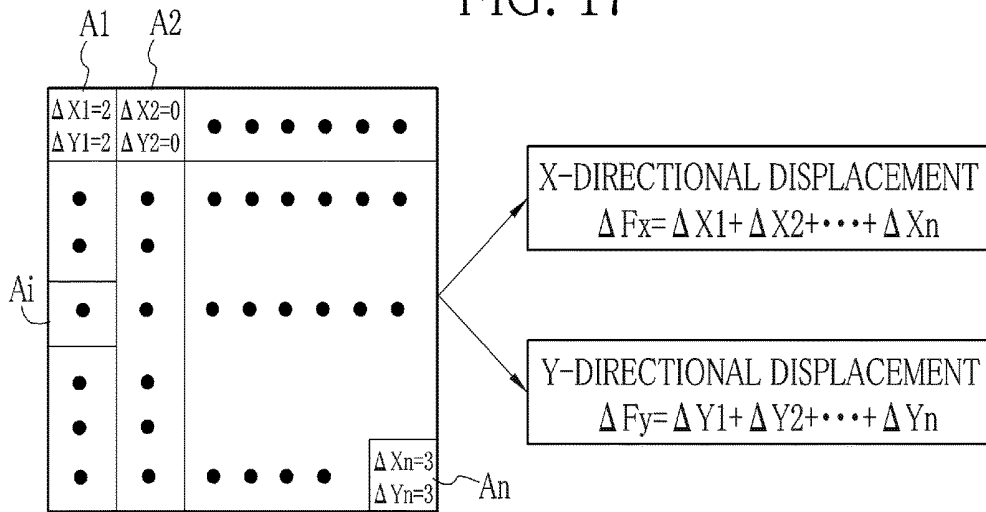 FIG. 17
A1 A2
ΔX1=2 ΔX2=0
ΔY1=2 ΔY2=0
X-DIRECTIONAL DISPLACEMENT
ΔFx=ΔX1+ΔX2+···+ΔXn
Ai
Y-DIRECTIONAL DISPLACEMENT
ΔFy=ΔY1+ΔY2+···+ΔYn
ΔXn=3
ΔYn=3
An